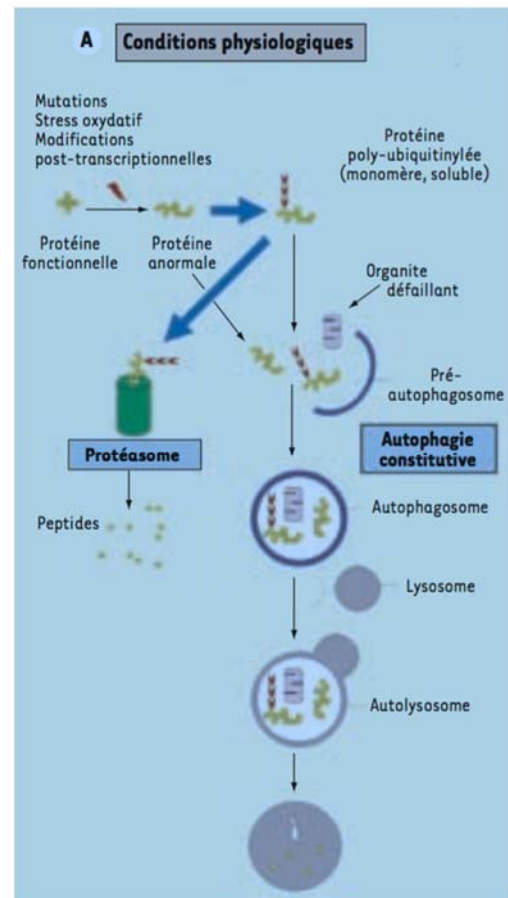 A Conditions physiologiques
Mutations
Stress oxydatif
Modifications
post-transcriptionnelles
Protéine
poly-ubiquitinylée
(monomère, soluble)
Protéine
fonctionnelle
Protéine
anormale
Organite
défaillant
Pré-
autophagosome
Protéasome
Autophagie
constitutive
Peptides
Autophagosome
Lysosome
Autolysosome